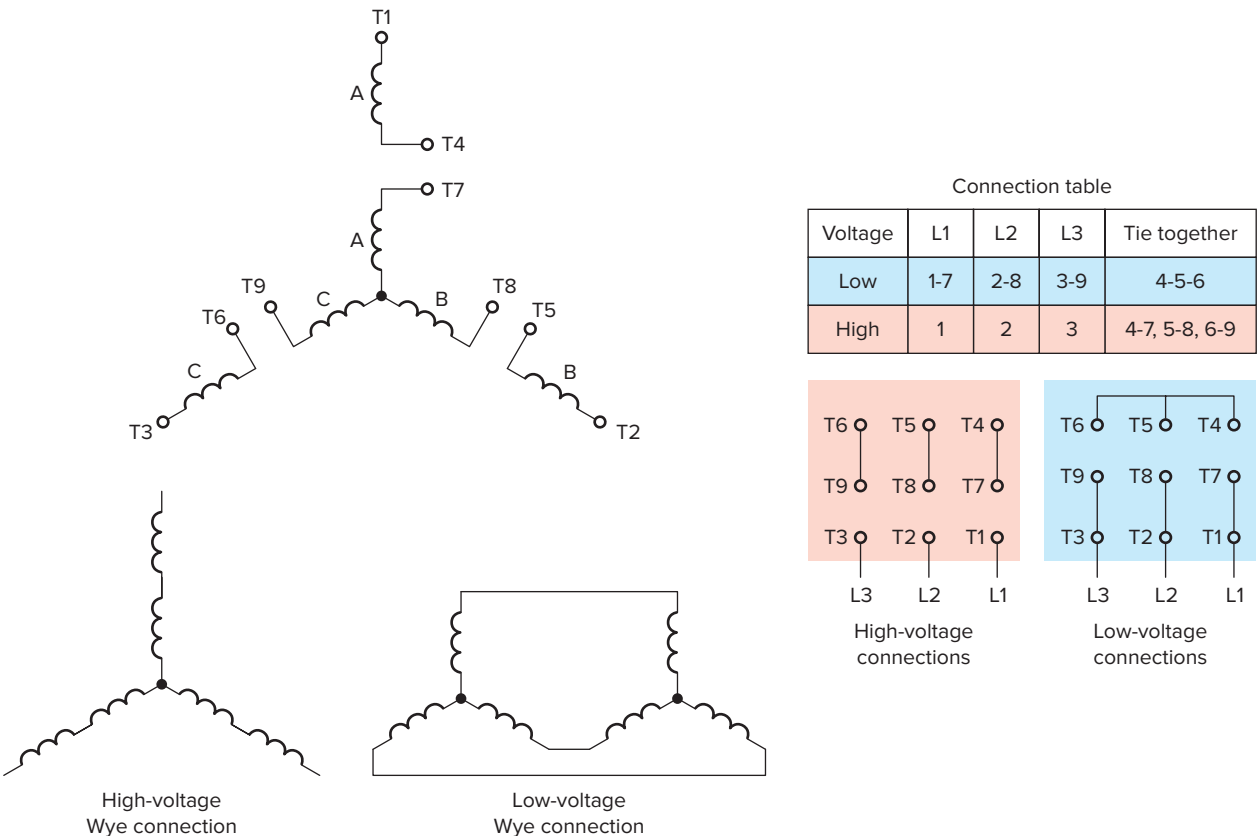 T1
A
T4
T7
A
T9
C
B
T8
T6
T5
C
B
T3
T2
High-voltage
Wye connection
Low-voltage
Wye connection
Connection table
Voltage L1 L2 L3 Tie together
Low 1-7 2-8 3-9 4-5-6
High 1 2 3 4-7, 5-8, 6-9
T6 T5 T4
T9 T8 T7
T3 T2 T1
L3 L2 L1
High-voltage
connections
T6 T5 T4
T9 T8 T7
T3 T2 T1
L3 L2 L1
Low-voltage
connections